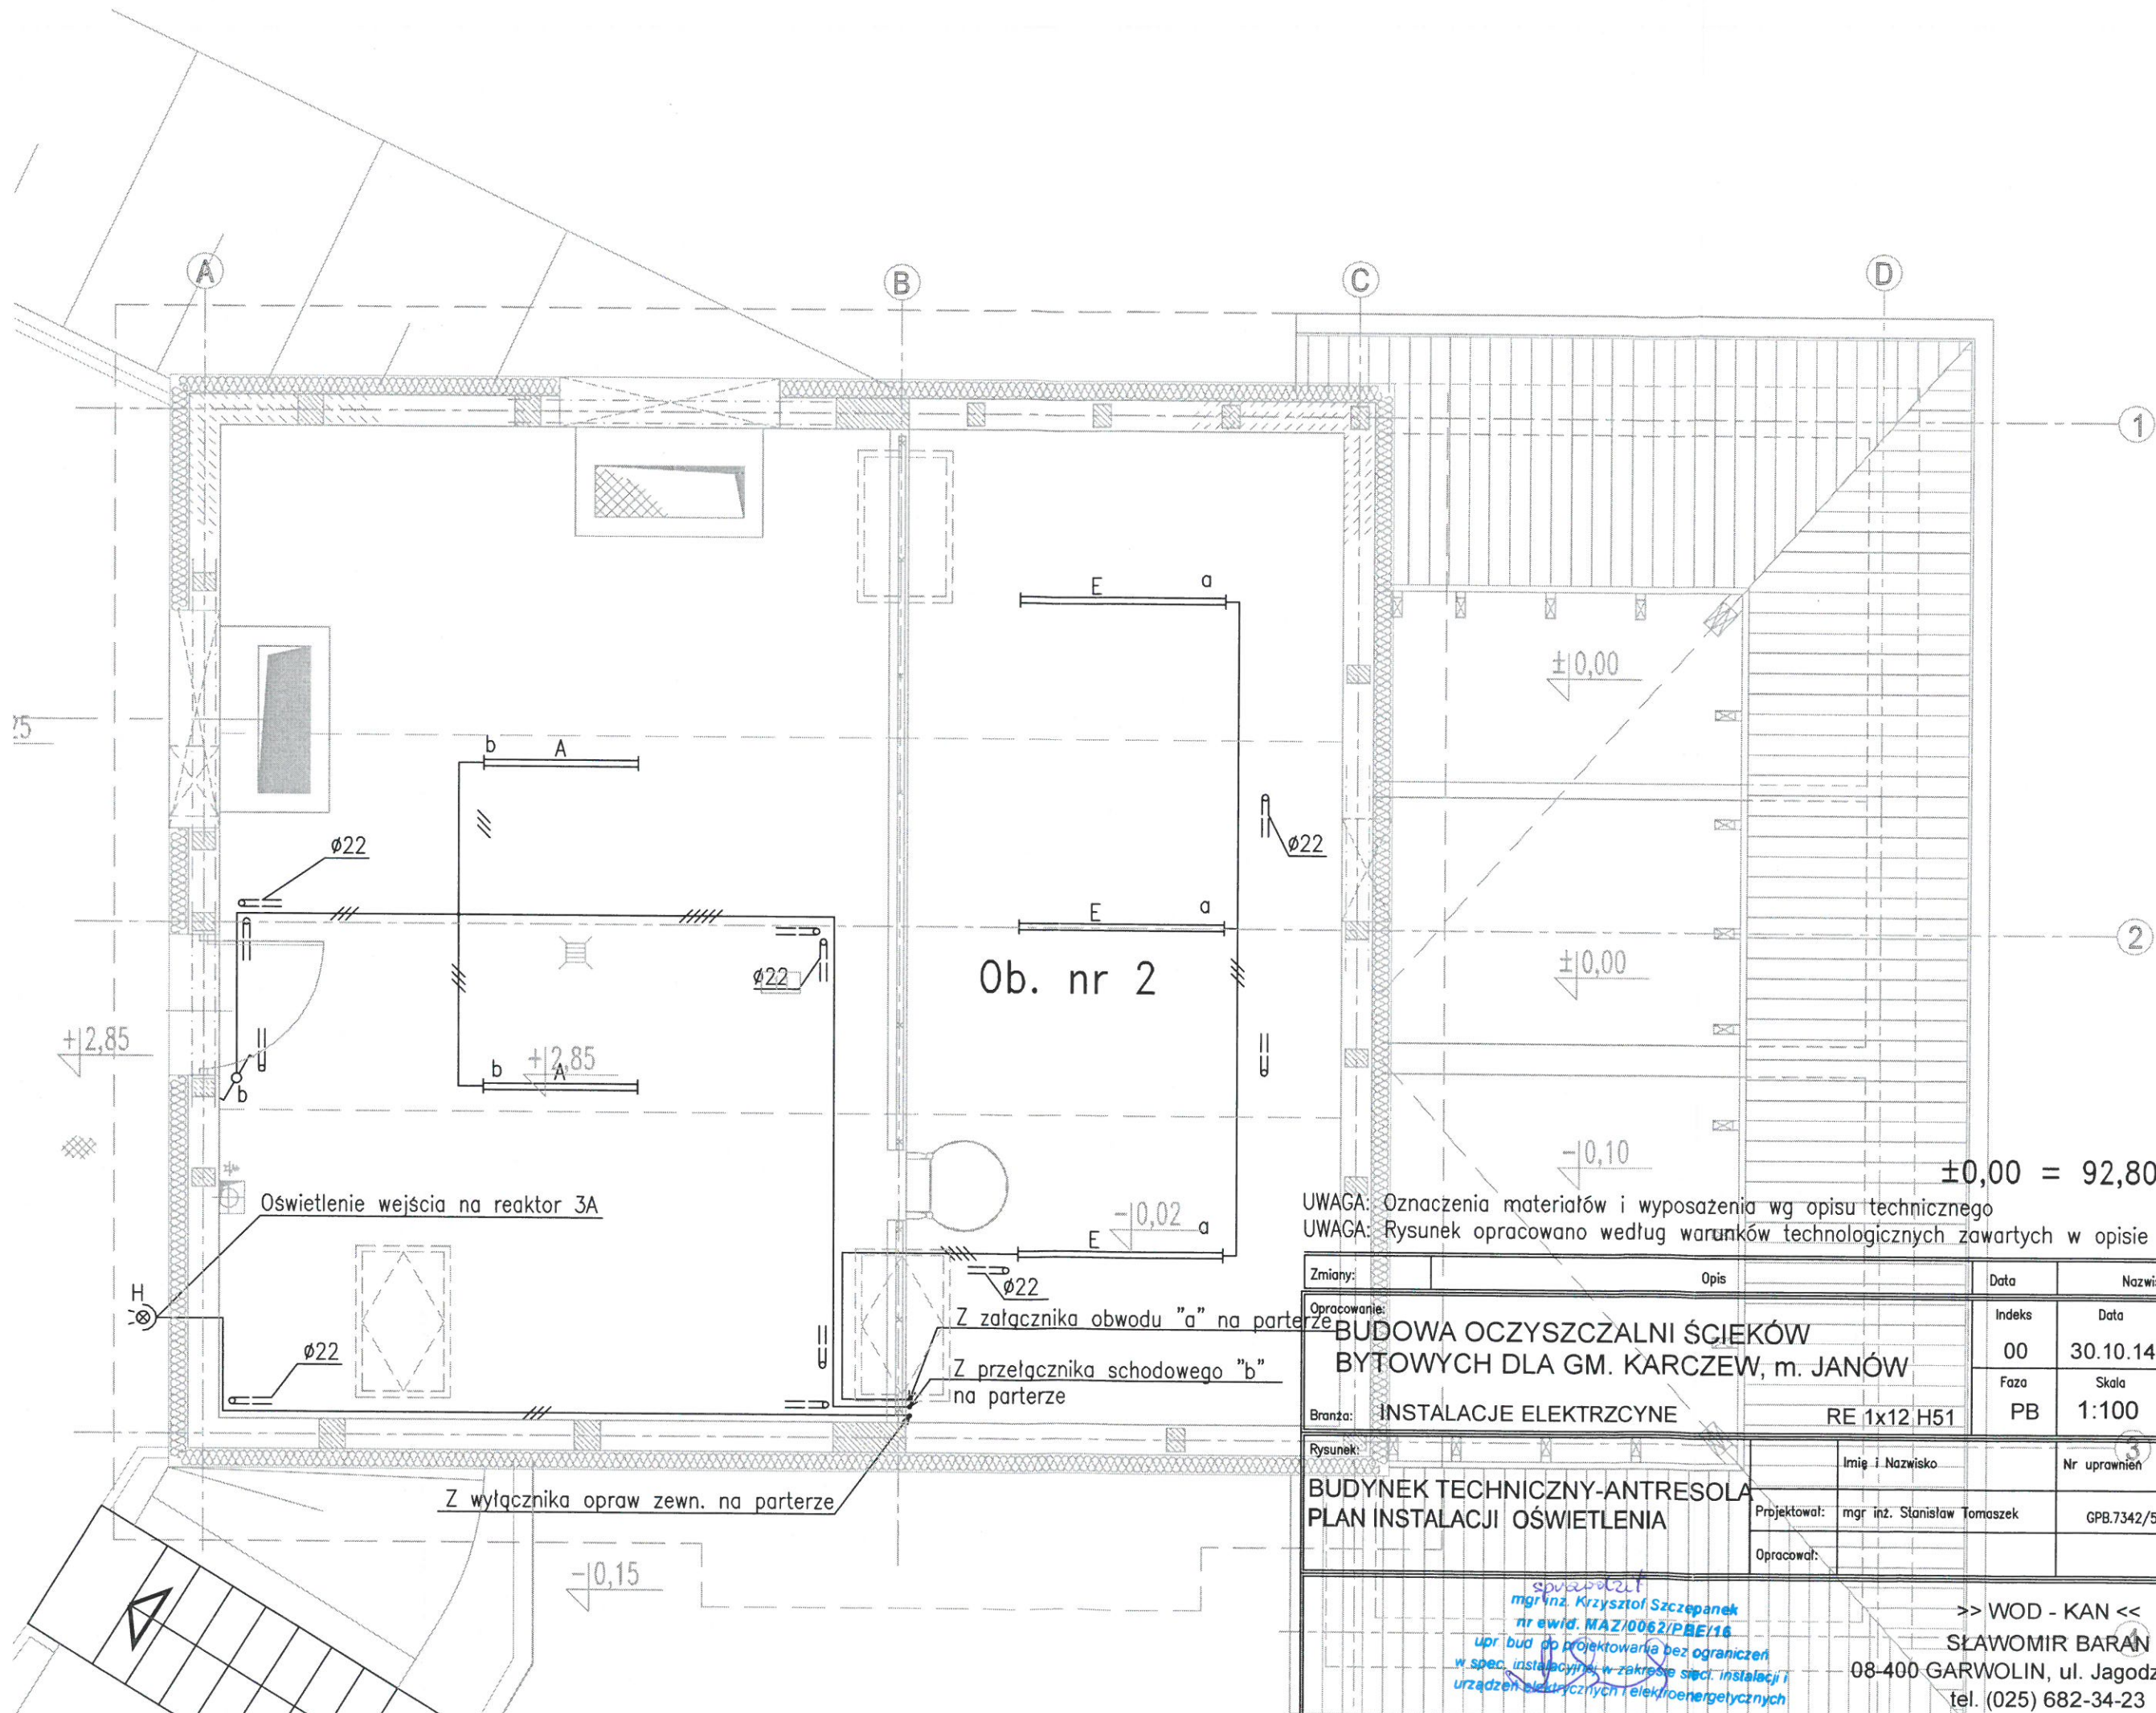 A
B
C
D
1
E a
±0,00
b A
ø22
ø22
E a
2
ø22
Ob. nr 2
±0,00
+2,85
+2,85
b A
b
-0,10
±0,00 = 92,80
Oświetlenie wejścia na reaktor 3A
UWAGA: Oznaczenia materiałów i wyposażenia wg opisu technicznego
-0,02
UWAGA: Rysunek opracowano według warunków technologicznych zawartych w opisie
E a
ø22
H
ø22
Z załącznika obwodu "a" na parterze
Z przełącznika schodowego "b"
na parterze
Z wyłącznika opraw zewn. na parterze
-0,15
Zmiany: Opis Data
Opracowanie:
BUDOWA OCZYSZCZALNI ŚCIEKÓW
BYTOWYCH DLA GM. KARCZEW, m. JANÓW
Indeks Data
00 30.10.14
Faza Skala
PB 1:100
Branża: INSTALACJE ELEKTRZCYNE RE 1x12 H51
3
Rysunek:
BUDYNEK TECHNICZNY-ANTRESOLA
PLAN INSTALACJI OŚWIETLENIA
Imię i Nazwisko Nr uprawnień
Projektował: mgr inż. Stanisław Tomaszek GPB.7342/5
Opracował:
sprawdził
mgr inż. Krzysztof Szczepanek
nr ewid. MAZ/0062/PBE/16
upr bud do projektowania bez ograniczeń
w spec. instalacyjnej w zakresie sieci, instalacji i
urządzeń elektrycznych i elektroenergetycznych
>> WOD - KAN <<
SŁAWOMIR BARAN
08-400 GARWOLIN, ul.
tel. (025) 682-34-23